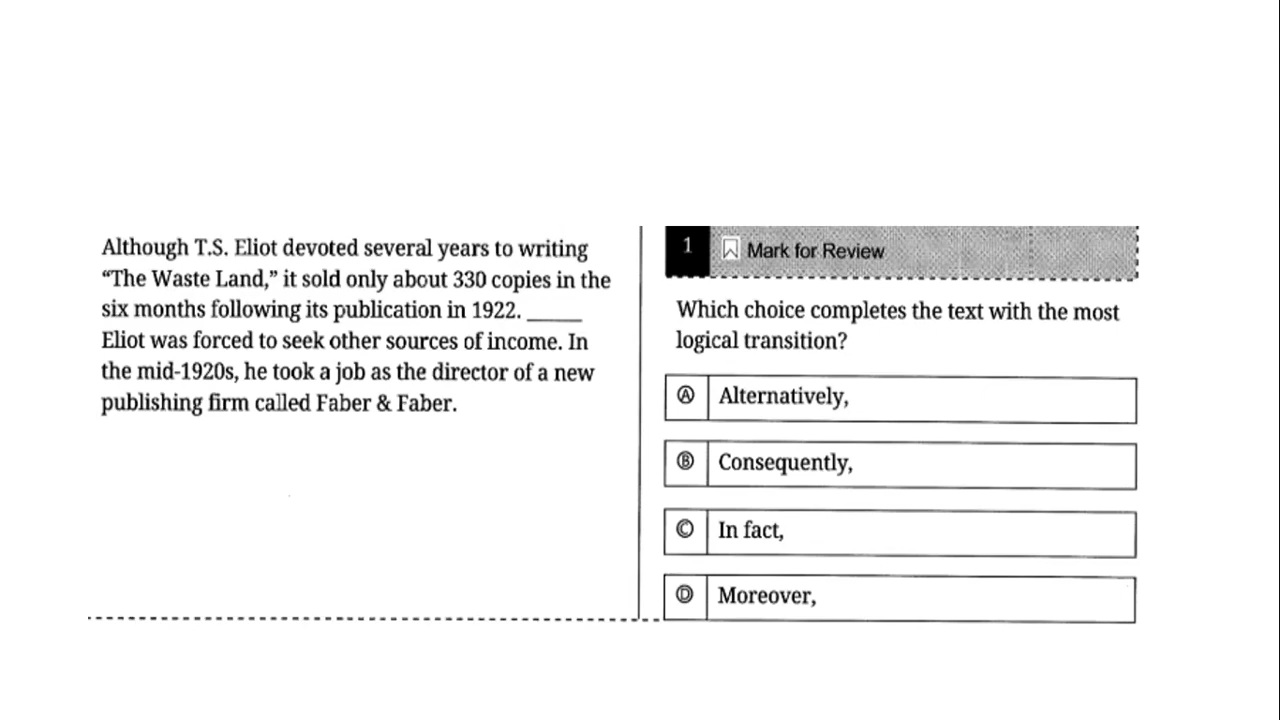 Although T.S. Eliot devoted several years to writing
“The Waste Land,” it sold only about 330 copies in the
six months following its publication in 1922. _____
Eliot was forced to seek other sources of income. In
the mid-1920s, he took a job as the director of a new
publishing firm called Faber & Faber.
1 Mark for Review
Which choice completes the text with the most
logical transition?
Ⓐ Alternatively,
Ⓑ Consequently,
Ⓒ In fact,
Ⓓ Moreover,